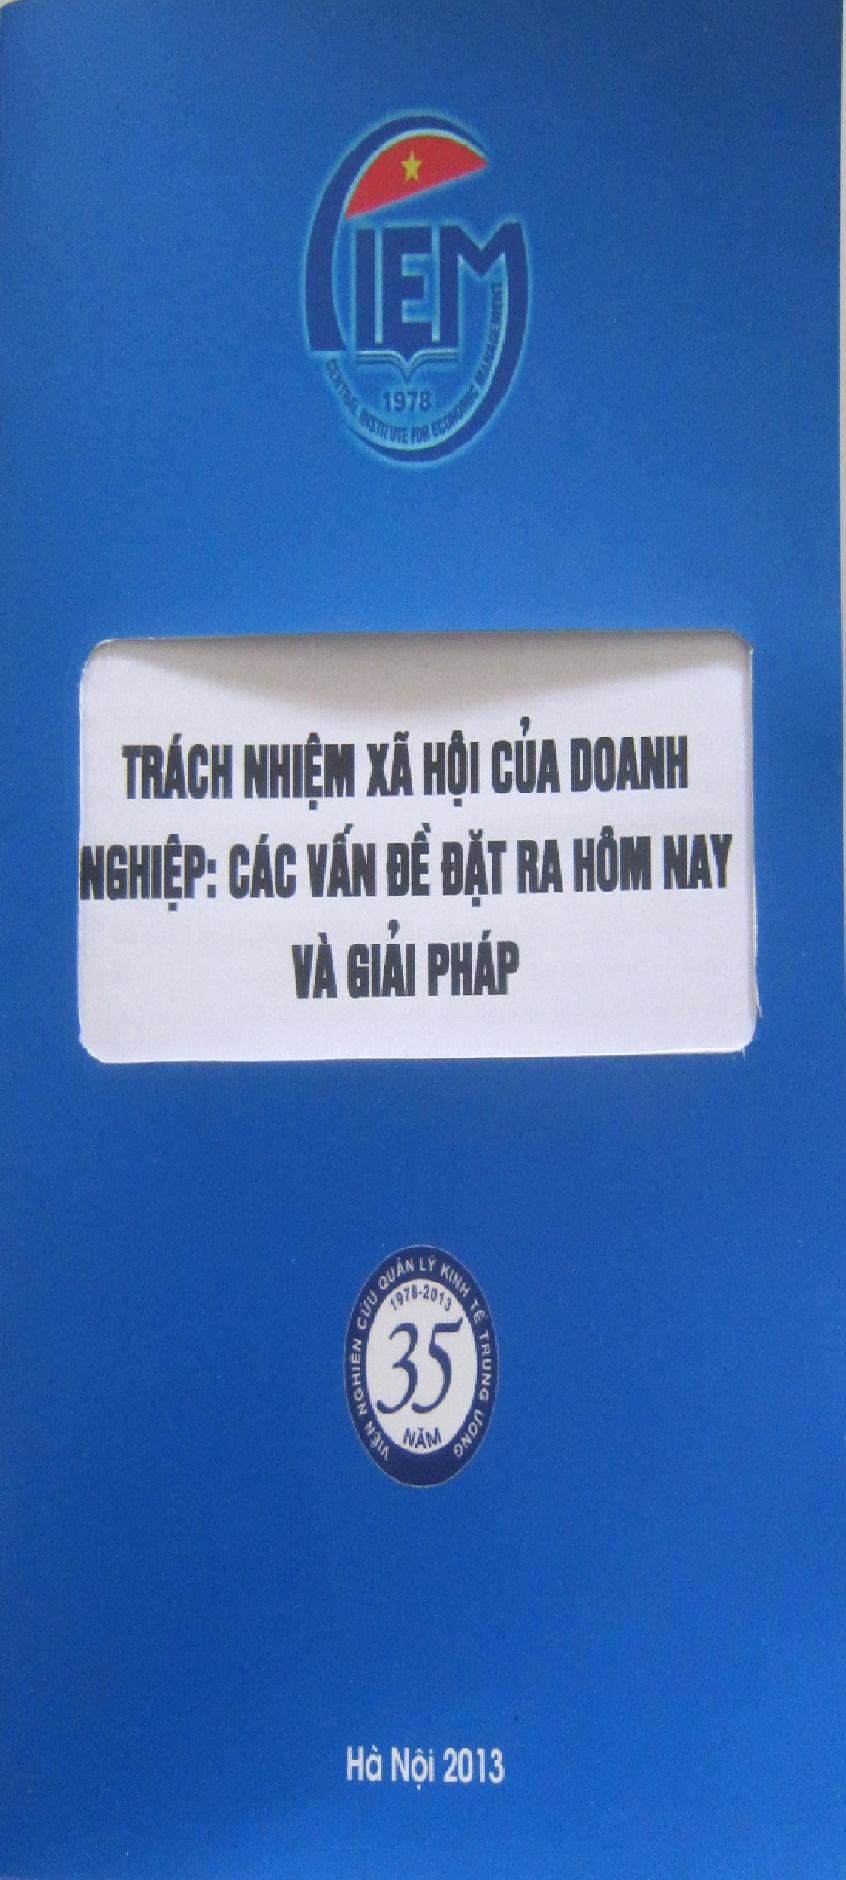 CIEM
1978
CENTRAL INSTITUTE FOR ECONOMIC MANAGEMENT
TRÁCH NHIỆM XÃ HỘI CỦA DOANH
NGHIỆP: CÁC VẤN ĐỀ ĐẶT RA HÔM NAY
VÀ GIẢI PHÁP
VIỆN NGHIÊN CỨU QUẢN LÝ KINH TẾ TRUNG ƯƠNG
1978-2013
35
NĂM
Hà Nội 2013